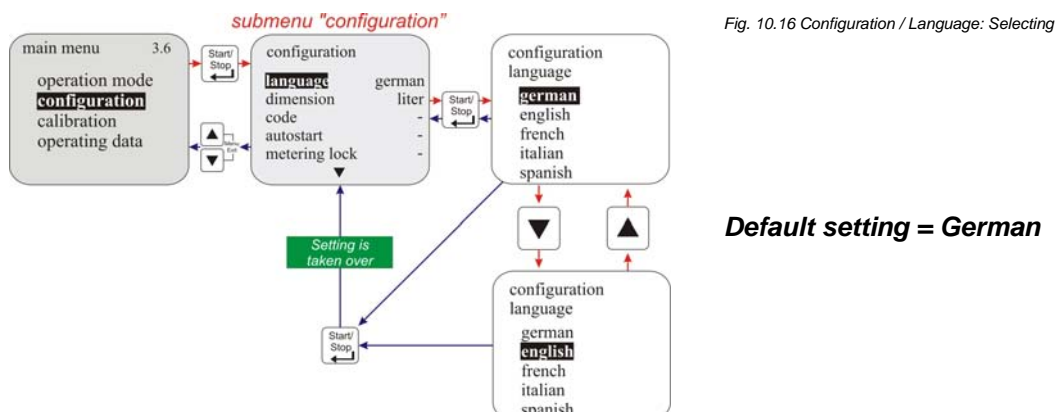 submenu "configuration"
Fig. 10.16 Configuration / Language: Selecting
main menu 3.6
operation mode
configuration
calibration
operating data
Start/
Stop
Menu
Exit
configuration
language german
dimension liter
code -
autostart -
metering lock -
Start/
Stop
configuration
language
german
english
french
italian
spanish
Default setting = German
Setting is
taken over
Start/
Stop
configuration
language
german
english
french
italian
spanish